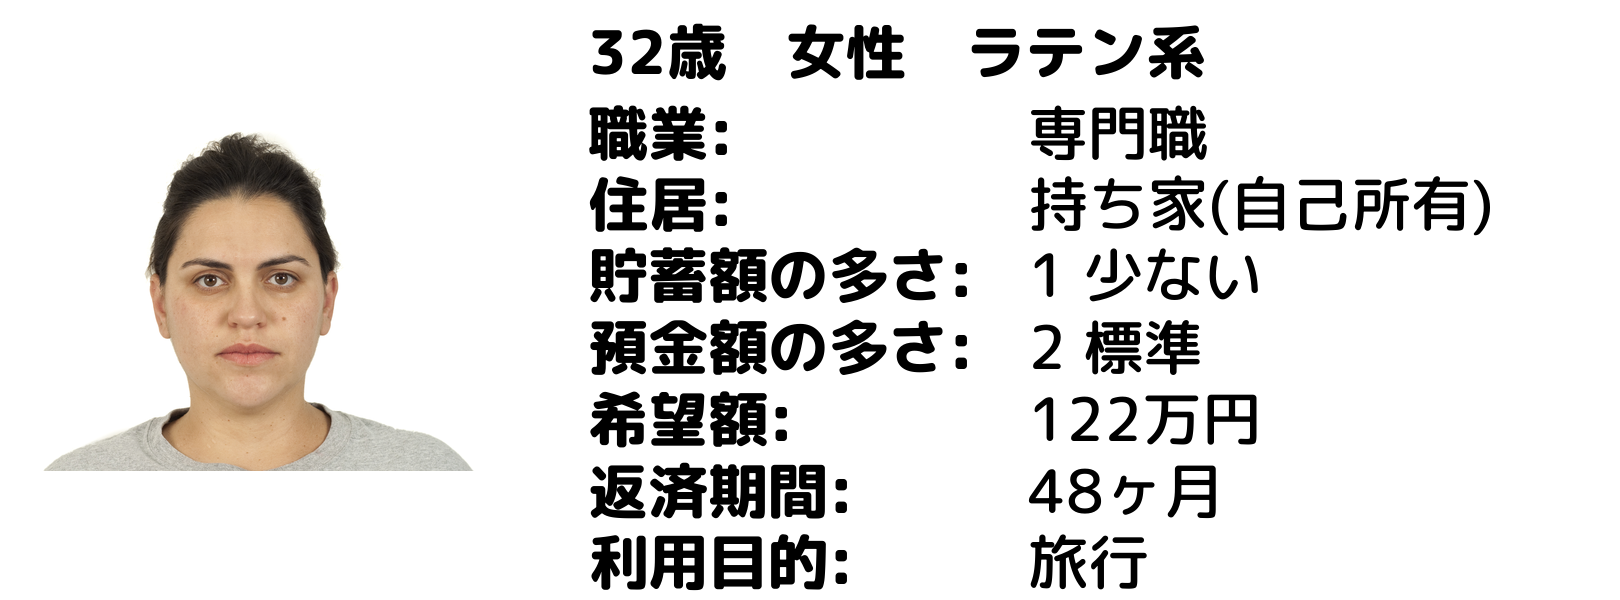 32歳　女性　ラテン系
職業: 専門職
住居: 持ち家(自己所有)
貯蓄額の多さ: 1 少ない
預金額の多さ: 2 標準
希望額: 122万円
返済期間: 48ヶ月
利用目的: 旅行